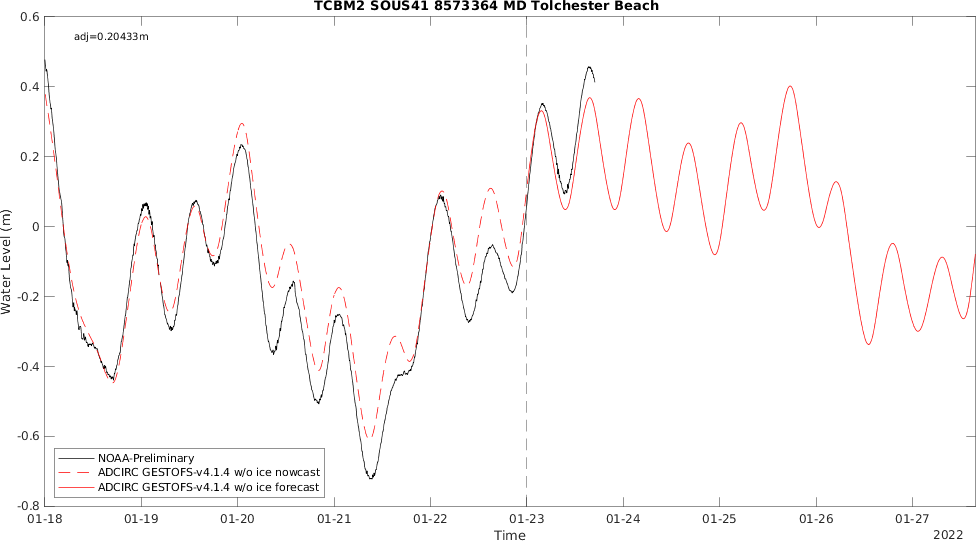 TCBM2 SOUS41 8573364 MD Tolchester Beach
adj=0.20433m
0.6
0.4
0.2
0
-0.2
-0.4
-0.6
-0.8
Water Level (m)
NOAA-Preliminary
ADCIRC GESTOFS-v4.1.4 w/o ice nowcast
ADCIRC GESTOFS-v4.1.4 w/o ice forecast
01-18 01-19 01-20 01-21 01-22 01-23 01-24 01-25 01-26 01-27
Time
2022